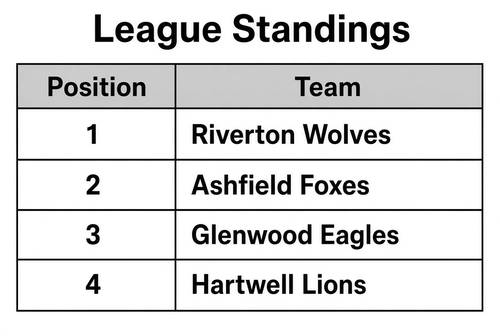 League Standings
Position Team
1 Riverton Wolves
2 Ashfield Foxes
3 Glenwood Eagles
4 Hartwell Lions